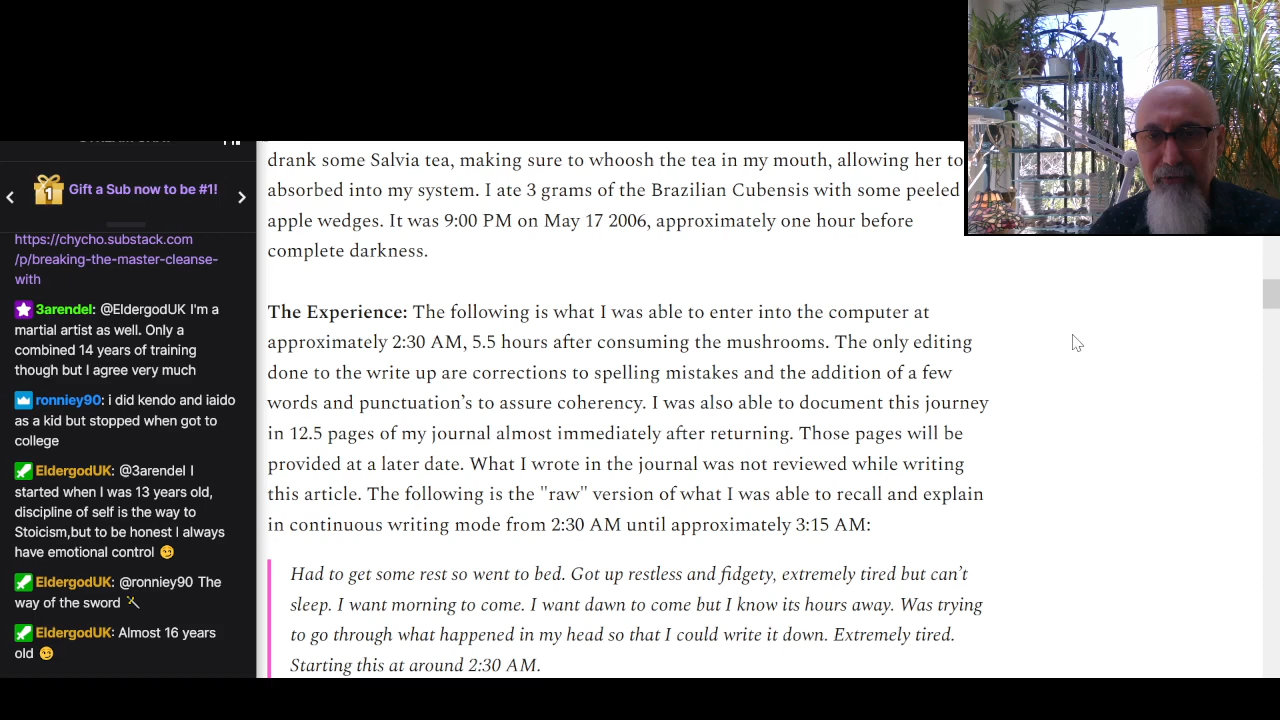 Gift a Sub now to be #1!
1
https://chycho.substack.com
/p/breaking-the-master-cleanse-
with
3arendel: @EldergodUK I'm a
martial artist as well. Only a
combined 14 years of training
though but I agree very much
ronniey90: i did kendo and iaido
as a kid but stopped when got to
college
EldergodUK: @3arendel I
started when I was 13 years old,
discipline of self is the way to
Stoicism,but to be honest I always
have emotional control
EldergodUK: @ronniey90 The
way of the sword
EldergodUK: Almost 16 years
old
drank some Salvia tea, making sure to whoosh the tea in my mouth, allowing her to
absorbed into my system. I ate 3 grams of the Brazilian Cubensis with some peeled
apple wedges. It was 9:00 PM on May 17 2006, approximately one hour before
complete darkness.
The Experience: The following is what I was able to enter into the computer at
approximately 2:30 AM, 5.5 hours after consuming the mushrooms. The only editing
done to the write up are corrections to spelling mistakes and the addition of a few
words and punctuation's to assure coherency. I was also able to document this journey
in 12.5 pages of my journal almost immediately after returning. Those pages will be
provided at a later date. What I wrote in the journal was not reviewed while writing
this article. The following is the "raw" version of what I was able to recall and explain
in continuous writing mode from 2:30 AM until approximately 3:15 AM:
Had to get some rest so went to bed. Got up restless and fidgety, extremely tired but can't
sleep. I want morning to come. I want dawn to come but I know its hours away. Was trying
to go through what happened in my head so that I could write it down. Extremely tired.
Starting this at around 2:30 AM.